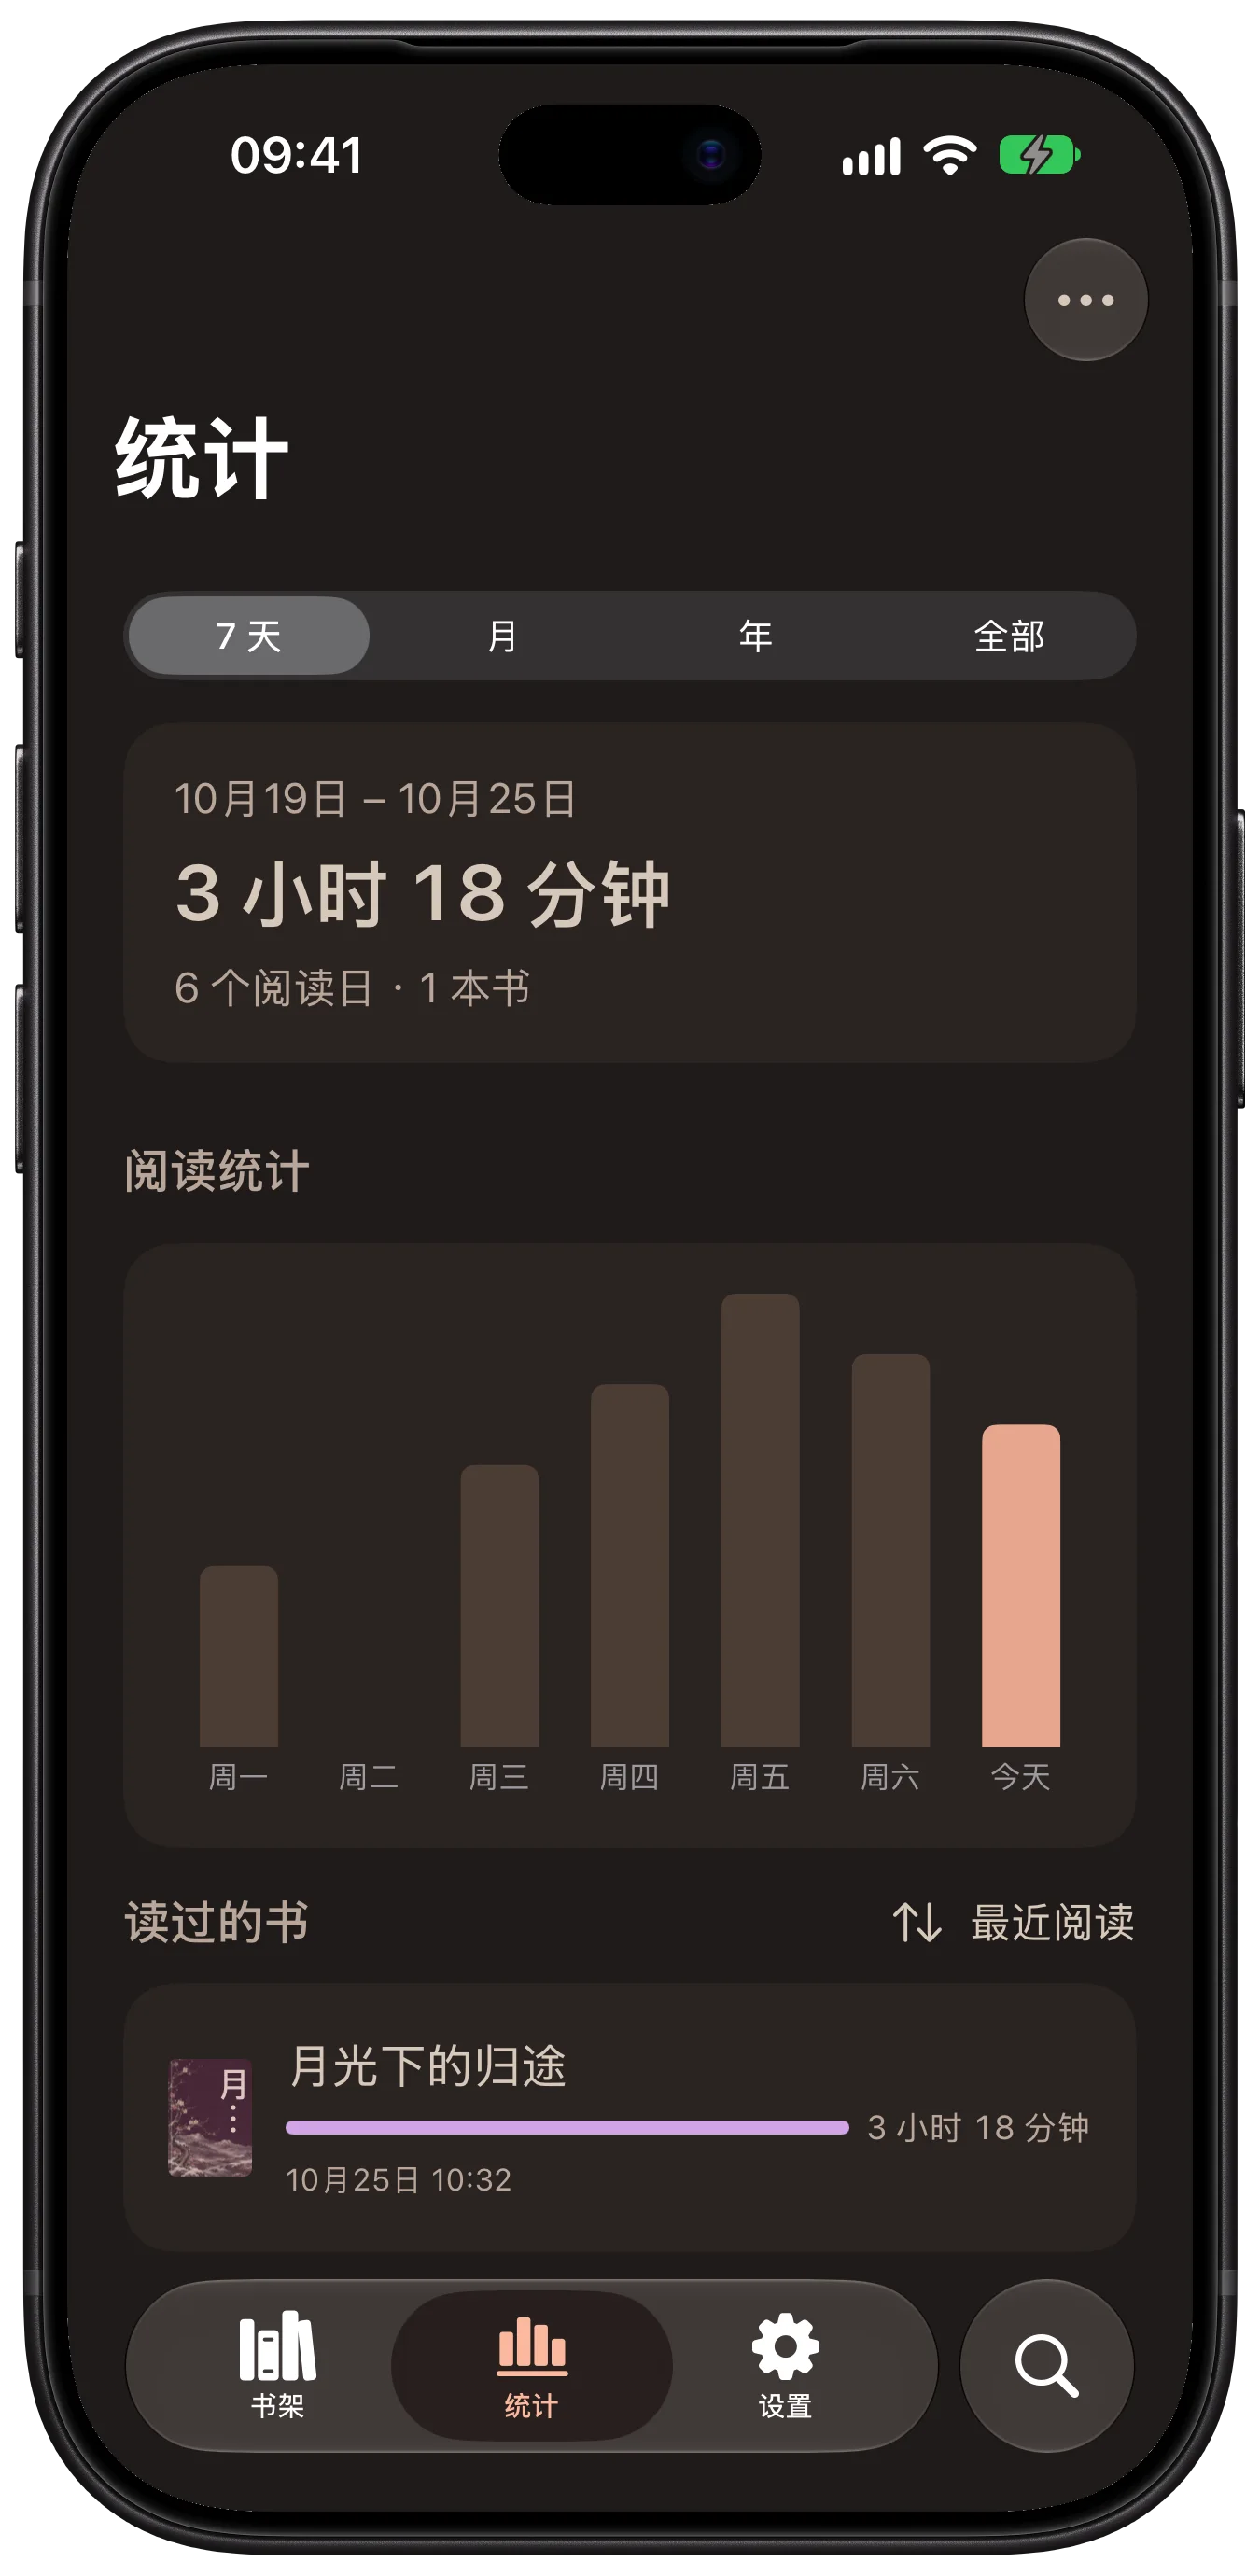 09:41
统计
7 天 月 年 全部
10月19日 – 10月25日
3 小时 18 分钟
6 个阅读日 · 1 本书
阅读统计
周一 周二 周三 周四 周五 周六 今天
读过的书 最近阅读
月…
月光下的归途
3 小时 18 分钟
10月25日 10:32
书架 统计 设置